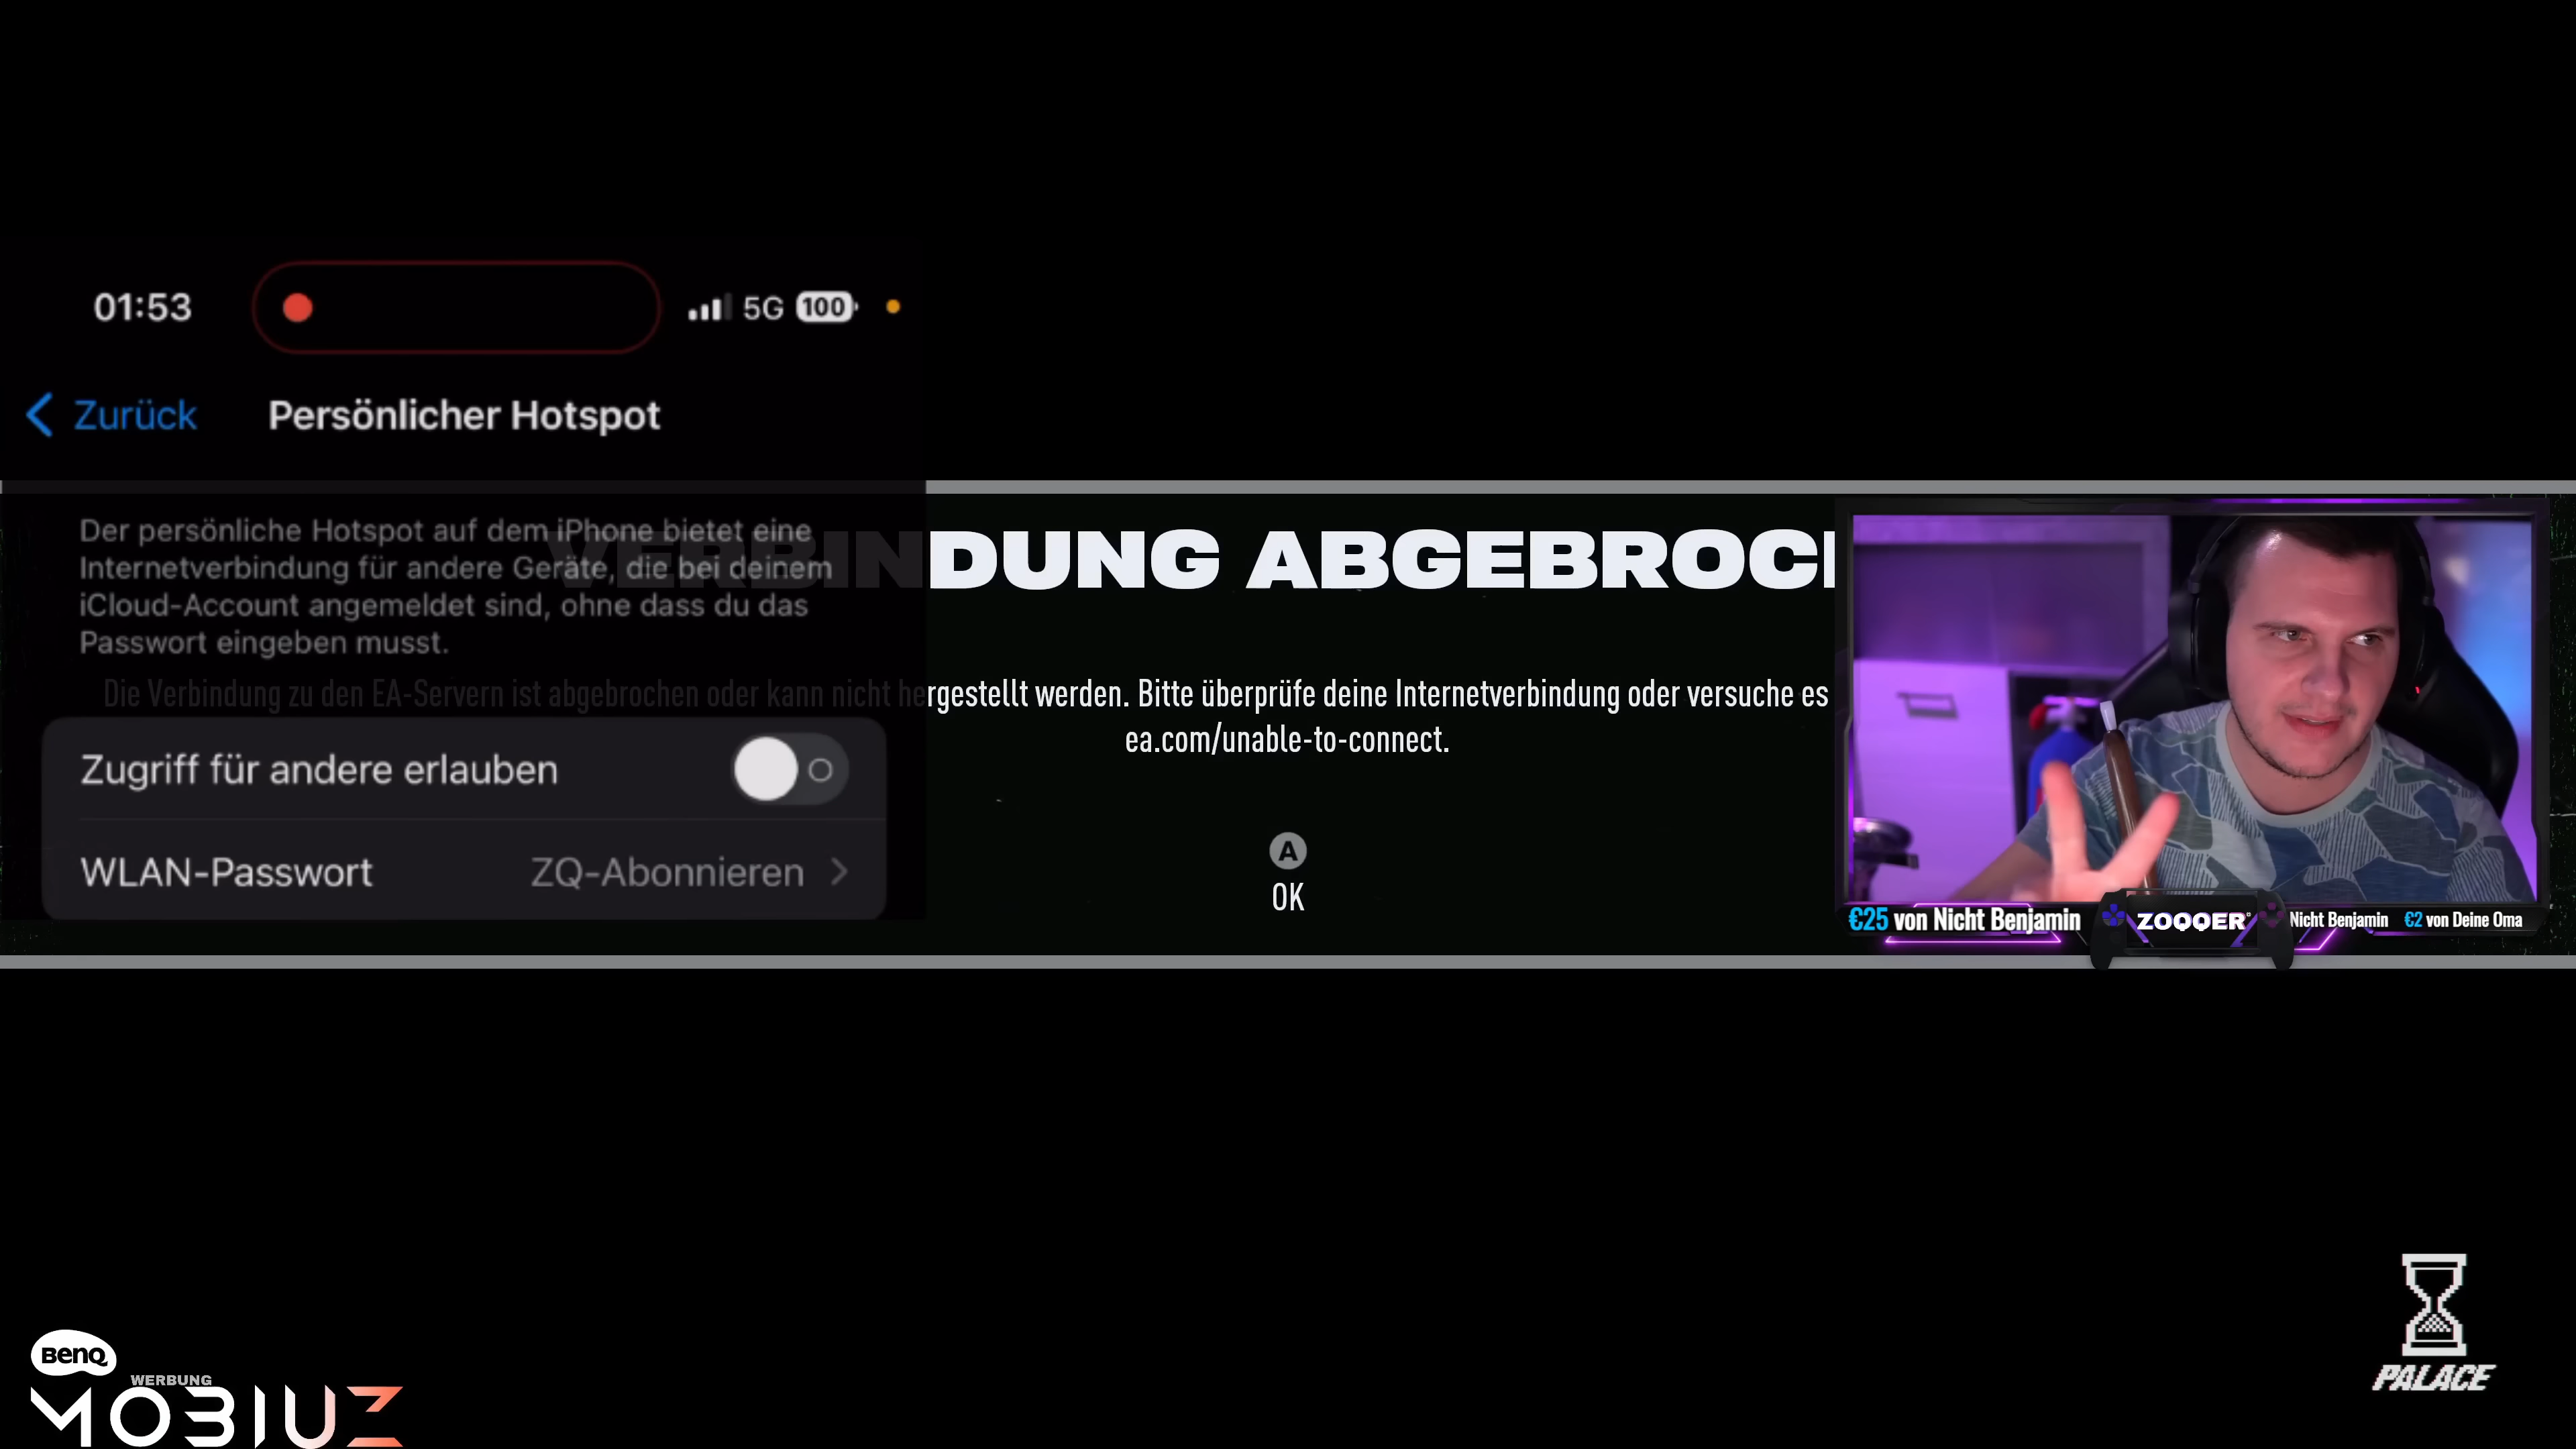 01:53
5G 100
Zurück
Persönlicher Hotspot
Der persönliche Hotspot auf dem iPhone bietet eine
Internetverbindung für andere Geräte, die bei deinem
iCloud-Account angemeldet sind, ohne dass du das
Passwort eingeben musst.
Zugriff für andere erlauben
WLAN-Passwort ZQ-Abonnieren
VERBINDUNG ABGEBROCH
Die Verbindung zu den EA-Servern ist abgebrochen oder kann nicht hergestellt werden. Bitte überprüfe deine Internetverbindung oder versuche es
ea.com/unable-to-connect.
A
OK
€25 von Nicht Benjamin
ZOQQER
Nicht Benjamin €2 von Deine Oma
BenQ
WERBUNG
MOBIUZ
PALACE